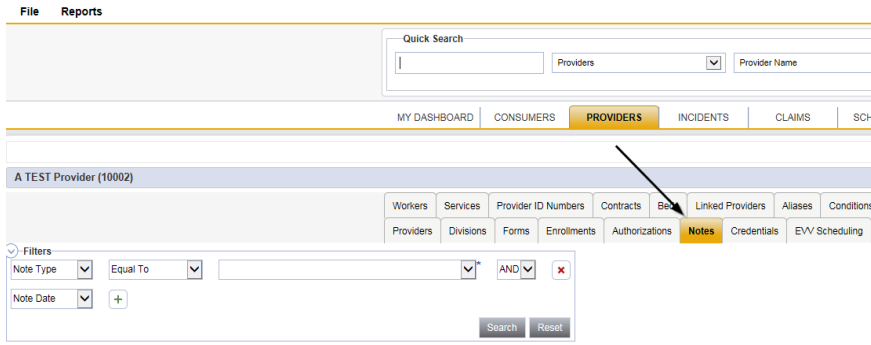 File Reports
Quick Search
Providers Provider Name
MY DASHBOARD CONSUMERS PROVIDERS INCIDENTS CLAIMS
A TEST Provider (10002)
Workers Services Provider ID Numbers Contracts Linked Providers Aliases Conditions
Providers Divisions Forms Enrollments Authorizations Notes Credentials EVV Scheduling
Filters
Note Type Equal To * AND
Note Date
Search Reset